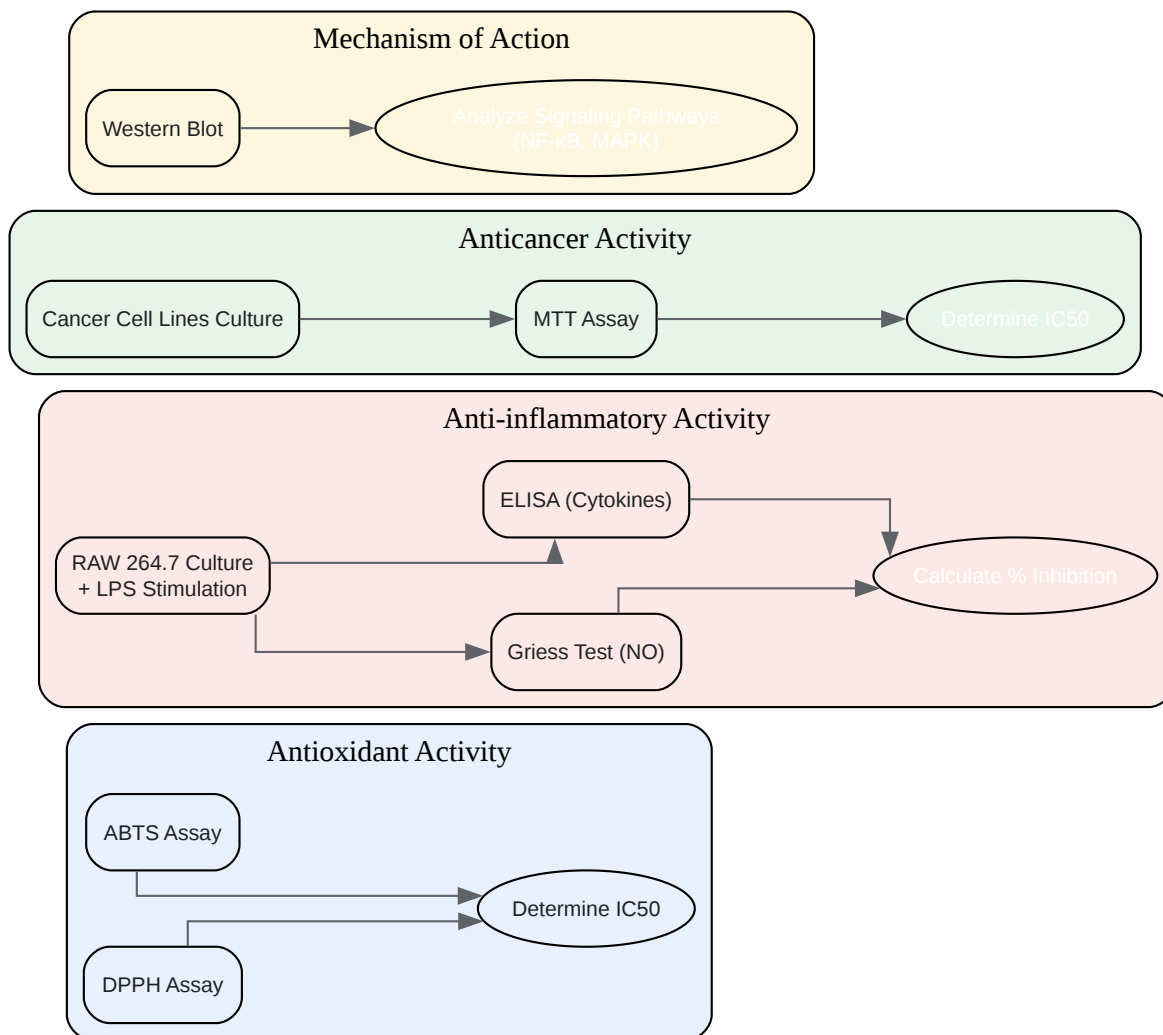 Mechanism of Action
Western Blot
Analyze Signaling Pathways
(NF-κB, MAPK)
Anticancer Activity
Cancer Cell Lines Culture
MTT Assay
Determine IC50
Anti-inflammatory Activity
ELISA (Cytokines)
RAW 264.7 Culture
+ LPS Stimulation
Calculate % Inhibition
Griess Test (NO)
Antioxidant Activity
ABTS Assay
Determine IC50
DPPH Assay